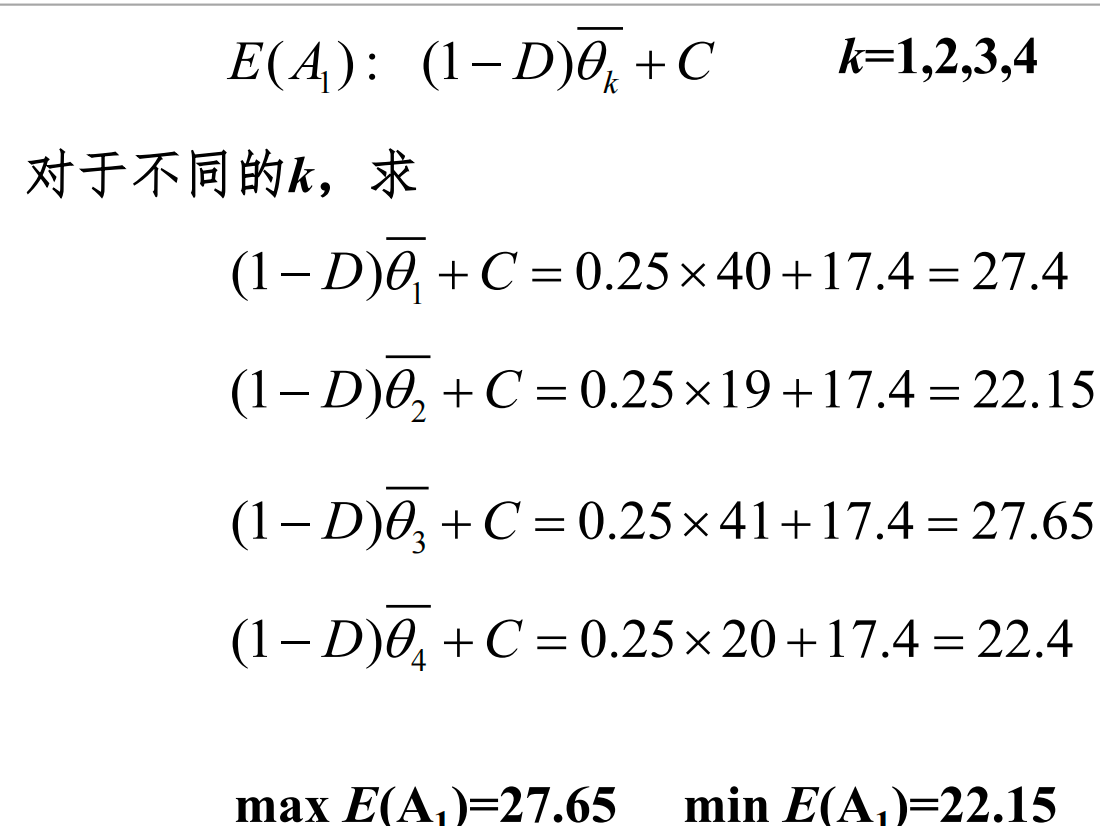 E(A₁): (1−D)θ̅ₖ+C k=1,2,3,4
对于不同的k，求
(1−D)θ̅₁+C=0.25×40+17.4=27.4
(1−D)θ̅₂+C=0.25×19+17.4=22.15
(1−D)θ̅₃+C=0.25×41+17.4=27.65
(1−D)θ̅₄+C=0.25×20+17.4=22.4
max E(A₁)=27.65 min E(A₁)=22.15